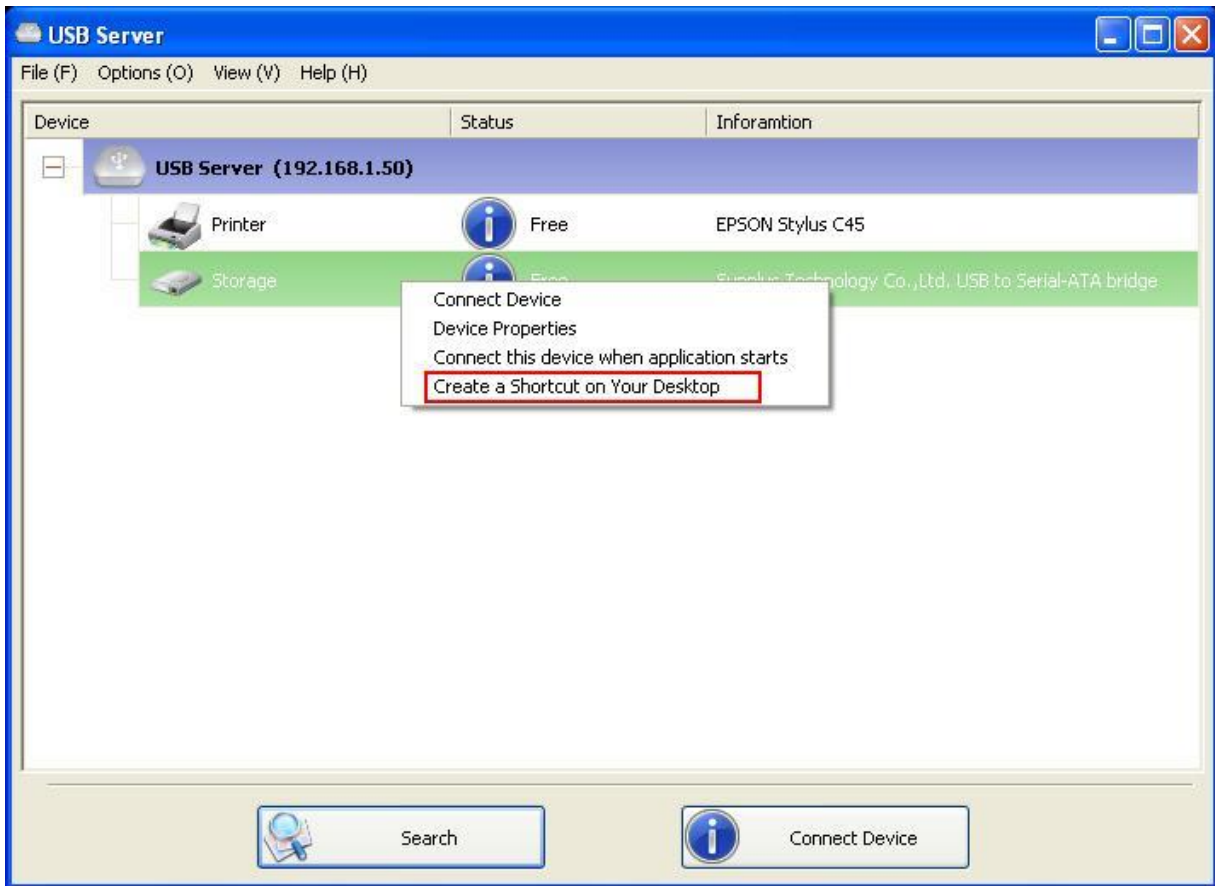 USB Server
File (F) Options (O) View (V) Help (H)
Device Status Inforamtion
USB Server (192.168.1.50)
Printer Free EPSON Stylus C45
Storage Free Technology Co.,Ltd. USB to Serial-ATA bridge
Connect Device
Device Properties
Connect this device when application starts
Create a Shortcut on Your Desktop
Search Connect Device